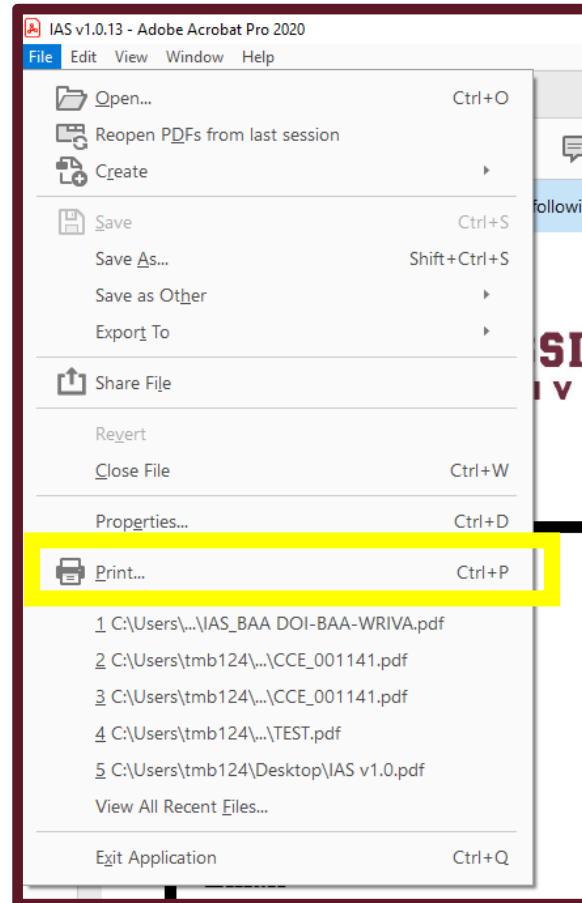 IAS v1.0.13 - Adobe Acrobat Pro 2020
File Edit View Window Help
Open... Ctrl+O
Reopen PDFs from last session
Create
followi
Save Ctrl+S
Save As... Shift+Ctrl+S
Save as Other
Export To
SI
I V
Share File
Revert
Close File Ctrl+W
Properties... Ctrl+D
Print... Ctrl+P
1 C:\Users\...\IAS_BAA DOI-BAA-WRIVA.pdf
2 C:\Users\tmb124\...\CCE_001141.pdf
3 C:\Users\tmb124\...\CCE_001141.pdf
4 C:\Users\tmb124\...\TEST.pdf
5 C:\Users\tmb124\Desktop\IAS v1.0.pdf
View All Recent Files...
Exit Application Ctrl+Q